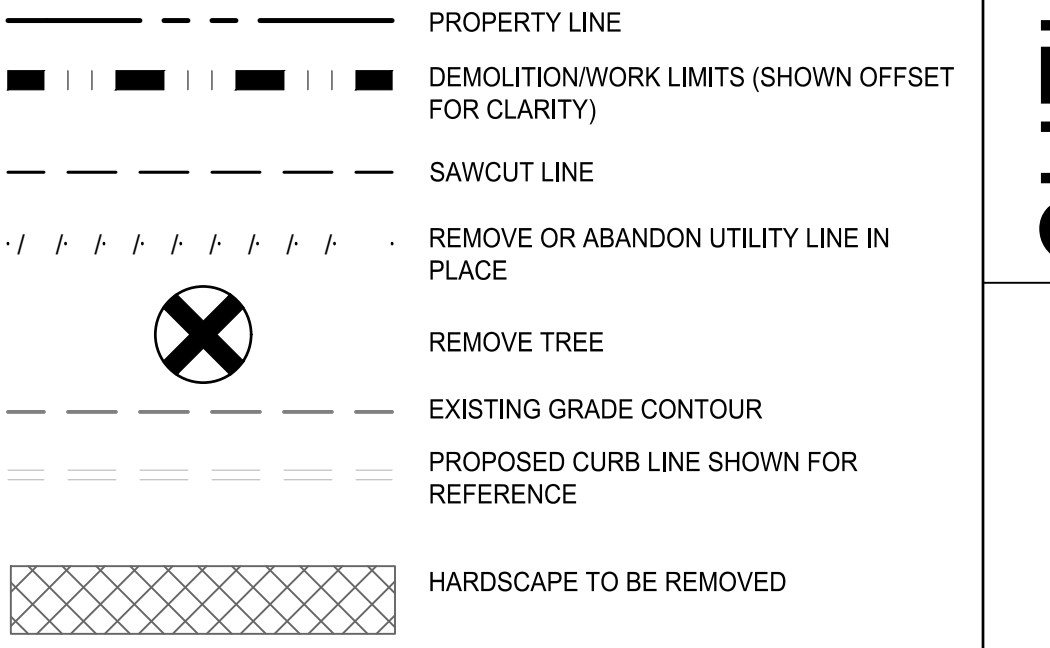 PROPERTY LINE
DEMOLITION/WORK LIMITS (SHOWN OFFSET
FOR CLARITY)
SAWCUT LINE
REMOVE OR ABANDON UTILITY LINE IN
PLACE
REMOVE TREE
EXISTING GRADE CONTOUR
PROPOSED CURB LINE SHOWN FOR
REFERENCE
HARDSCAPE TO BE REMOVED